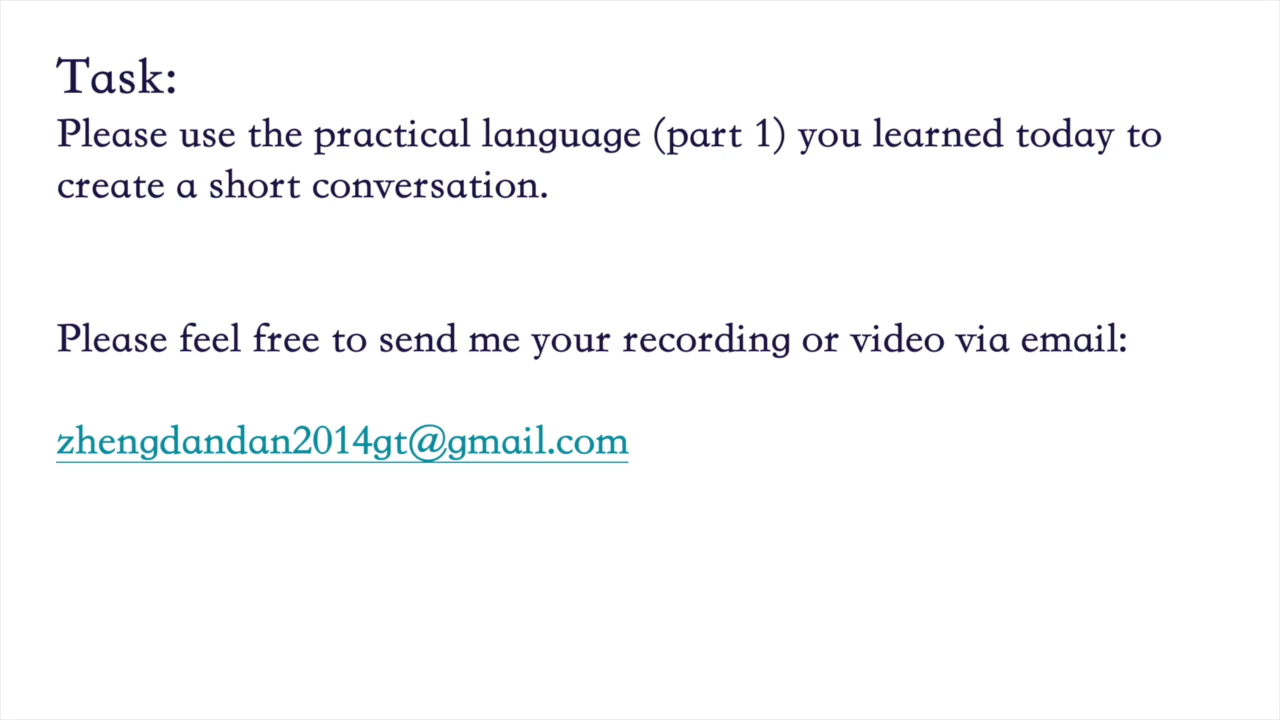 Task:
Please use the practical language (part 1) you learned today to
create a short conversation.
Please feel free to send me your recording or video via email:
zhengdandan2014gt@gmail.com